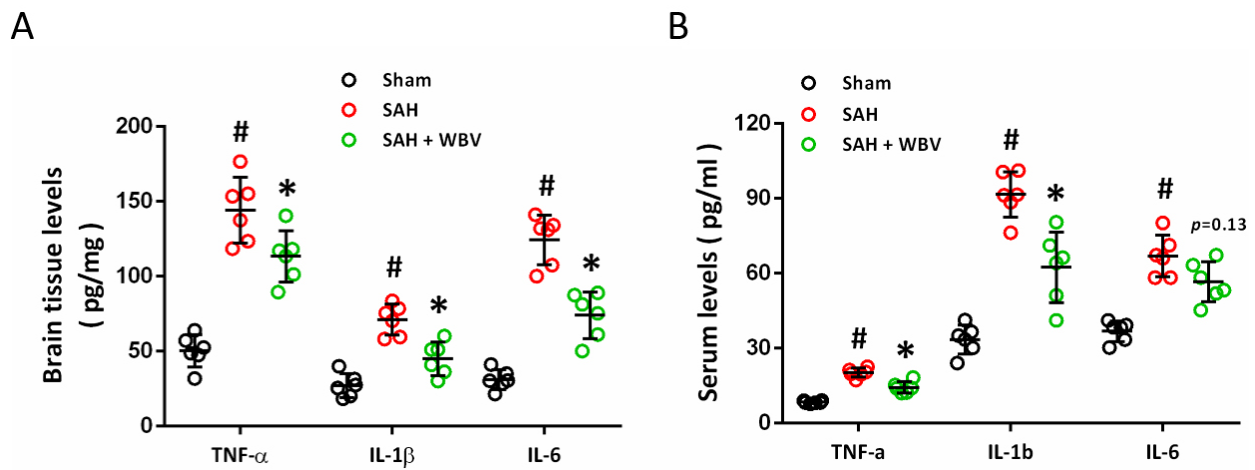 A
Sham
SAH
SAH + WBV
Brain tissue levels
( pg/mg )
200
150
100
50
0
#
*
#
*
#
*
TNF-α
IL-1β
IL-6
B
Sham
SAH
SAH + WBV
Serum levels ( pg/ml )
120
90
60
30
0
#
*
#
*
#
p=0.13
TNF-a
IL-1b
IL-6